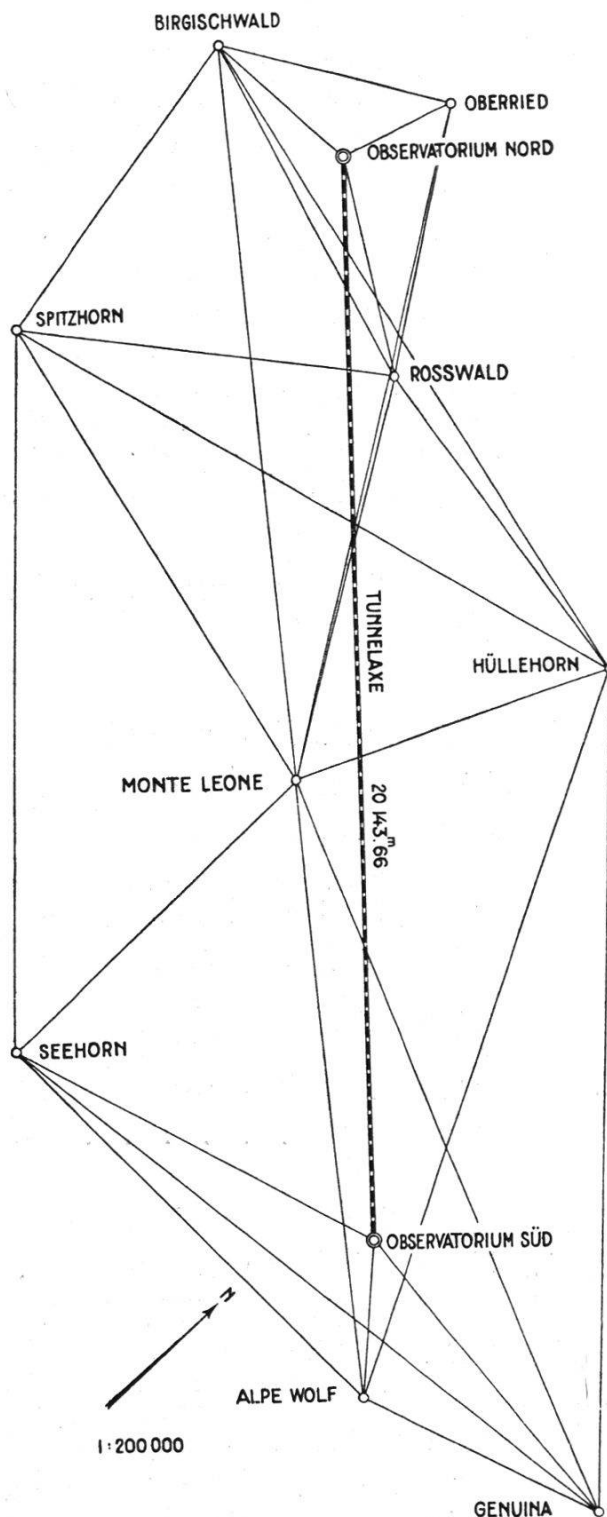 BIRGISCHWALD
OBERRIED
OBSERVATORIUM NORD
SPITZHORN
ROSSWALD
TUNNELAXE
HÜLLEHORN
MONTE LEONE
20 143.66 m
SEEHORN
OBSERVATORIUM SÜD
N
ALPE WOLF
1:200 000
GENUINA